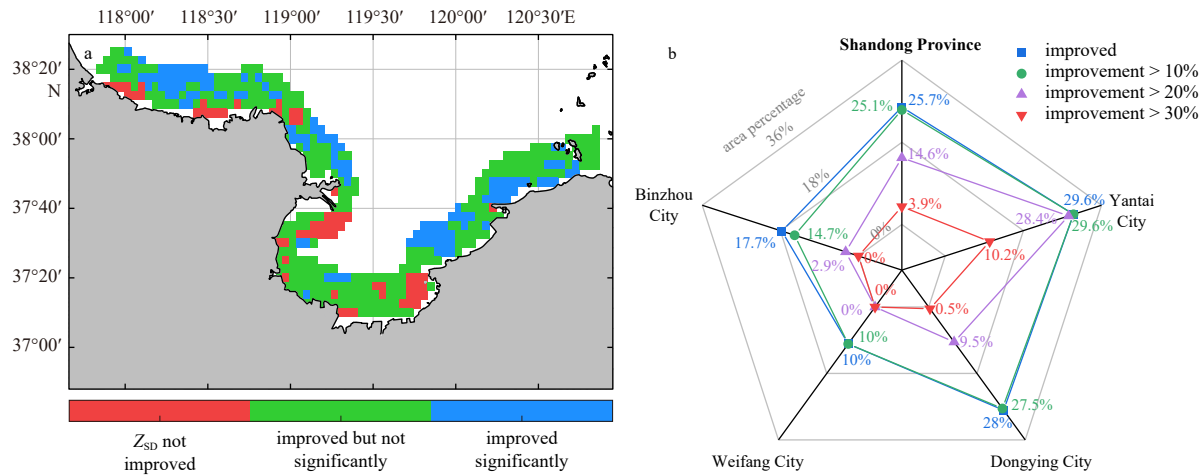 118°00′ 118°30′ 119°00′ 119°30′ 120°00′ 120°30′E
a
38°20′
N
38°00′
37°40′
37°20′
37°00′
Z_SD not
improved
improved but not
significantly
improved
significantly
b
Shandong Province
improved
improvement > 10%
improvement > 20%
improvement > 30%
area percentage
36%
18%
0%
25.1%
25.7%
14.6%
3.9%
Binzhou
City
17.7%
14.7%
2.9%
0%
Yantai
City
29.6%
28.4%
29.6%
10.2%
0%
0%
10%
10%
0.5%
9.5%
27.5%
28%
Weifang City
Dongying City